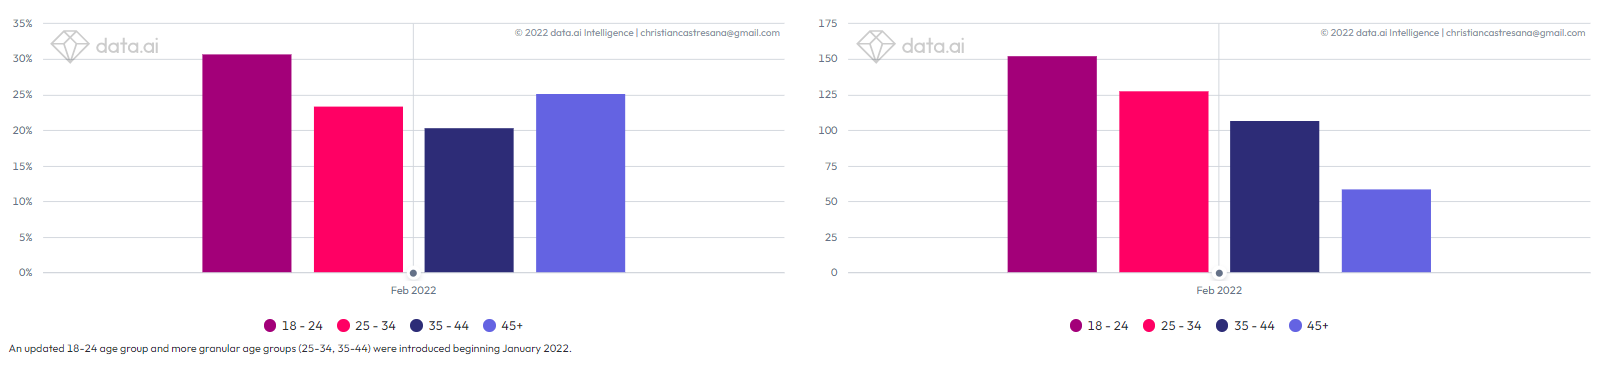 35%
© 2022 data.ai Intelligence | christiancastresana@gmail.com
data.ai
30%
25%
20%
15%
10%
5%
0%
Feb 2022
18 - 24 25 - 34 35 - 44 45+
An updated 18-24 age group and more granular age groups (25-34, 35-44) were introduced beginning January 2022.
175
© 2022 data.ai Intelligence | christiancastresana@gmail.com
data.ai
150
125
100
75
50
25
0
Feb 2022
18 - 24 25 - 34 35 - 44 45+